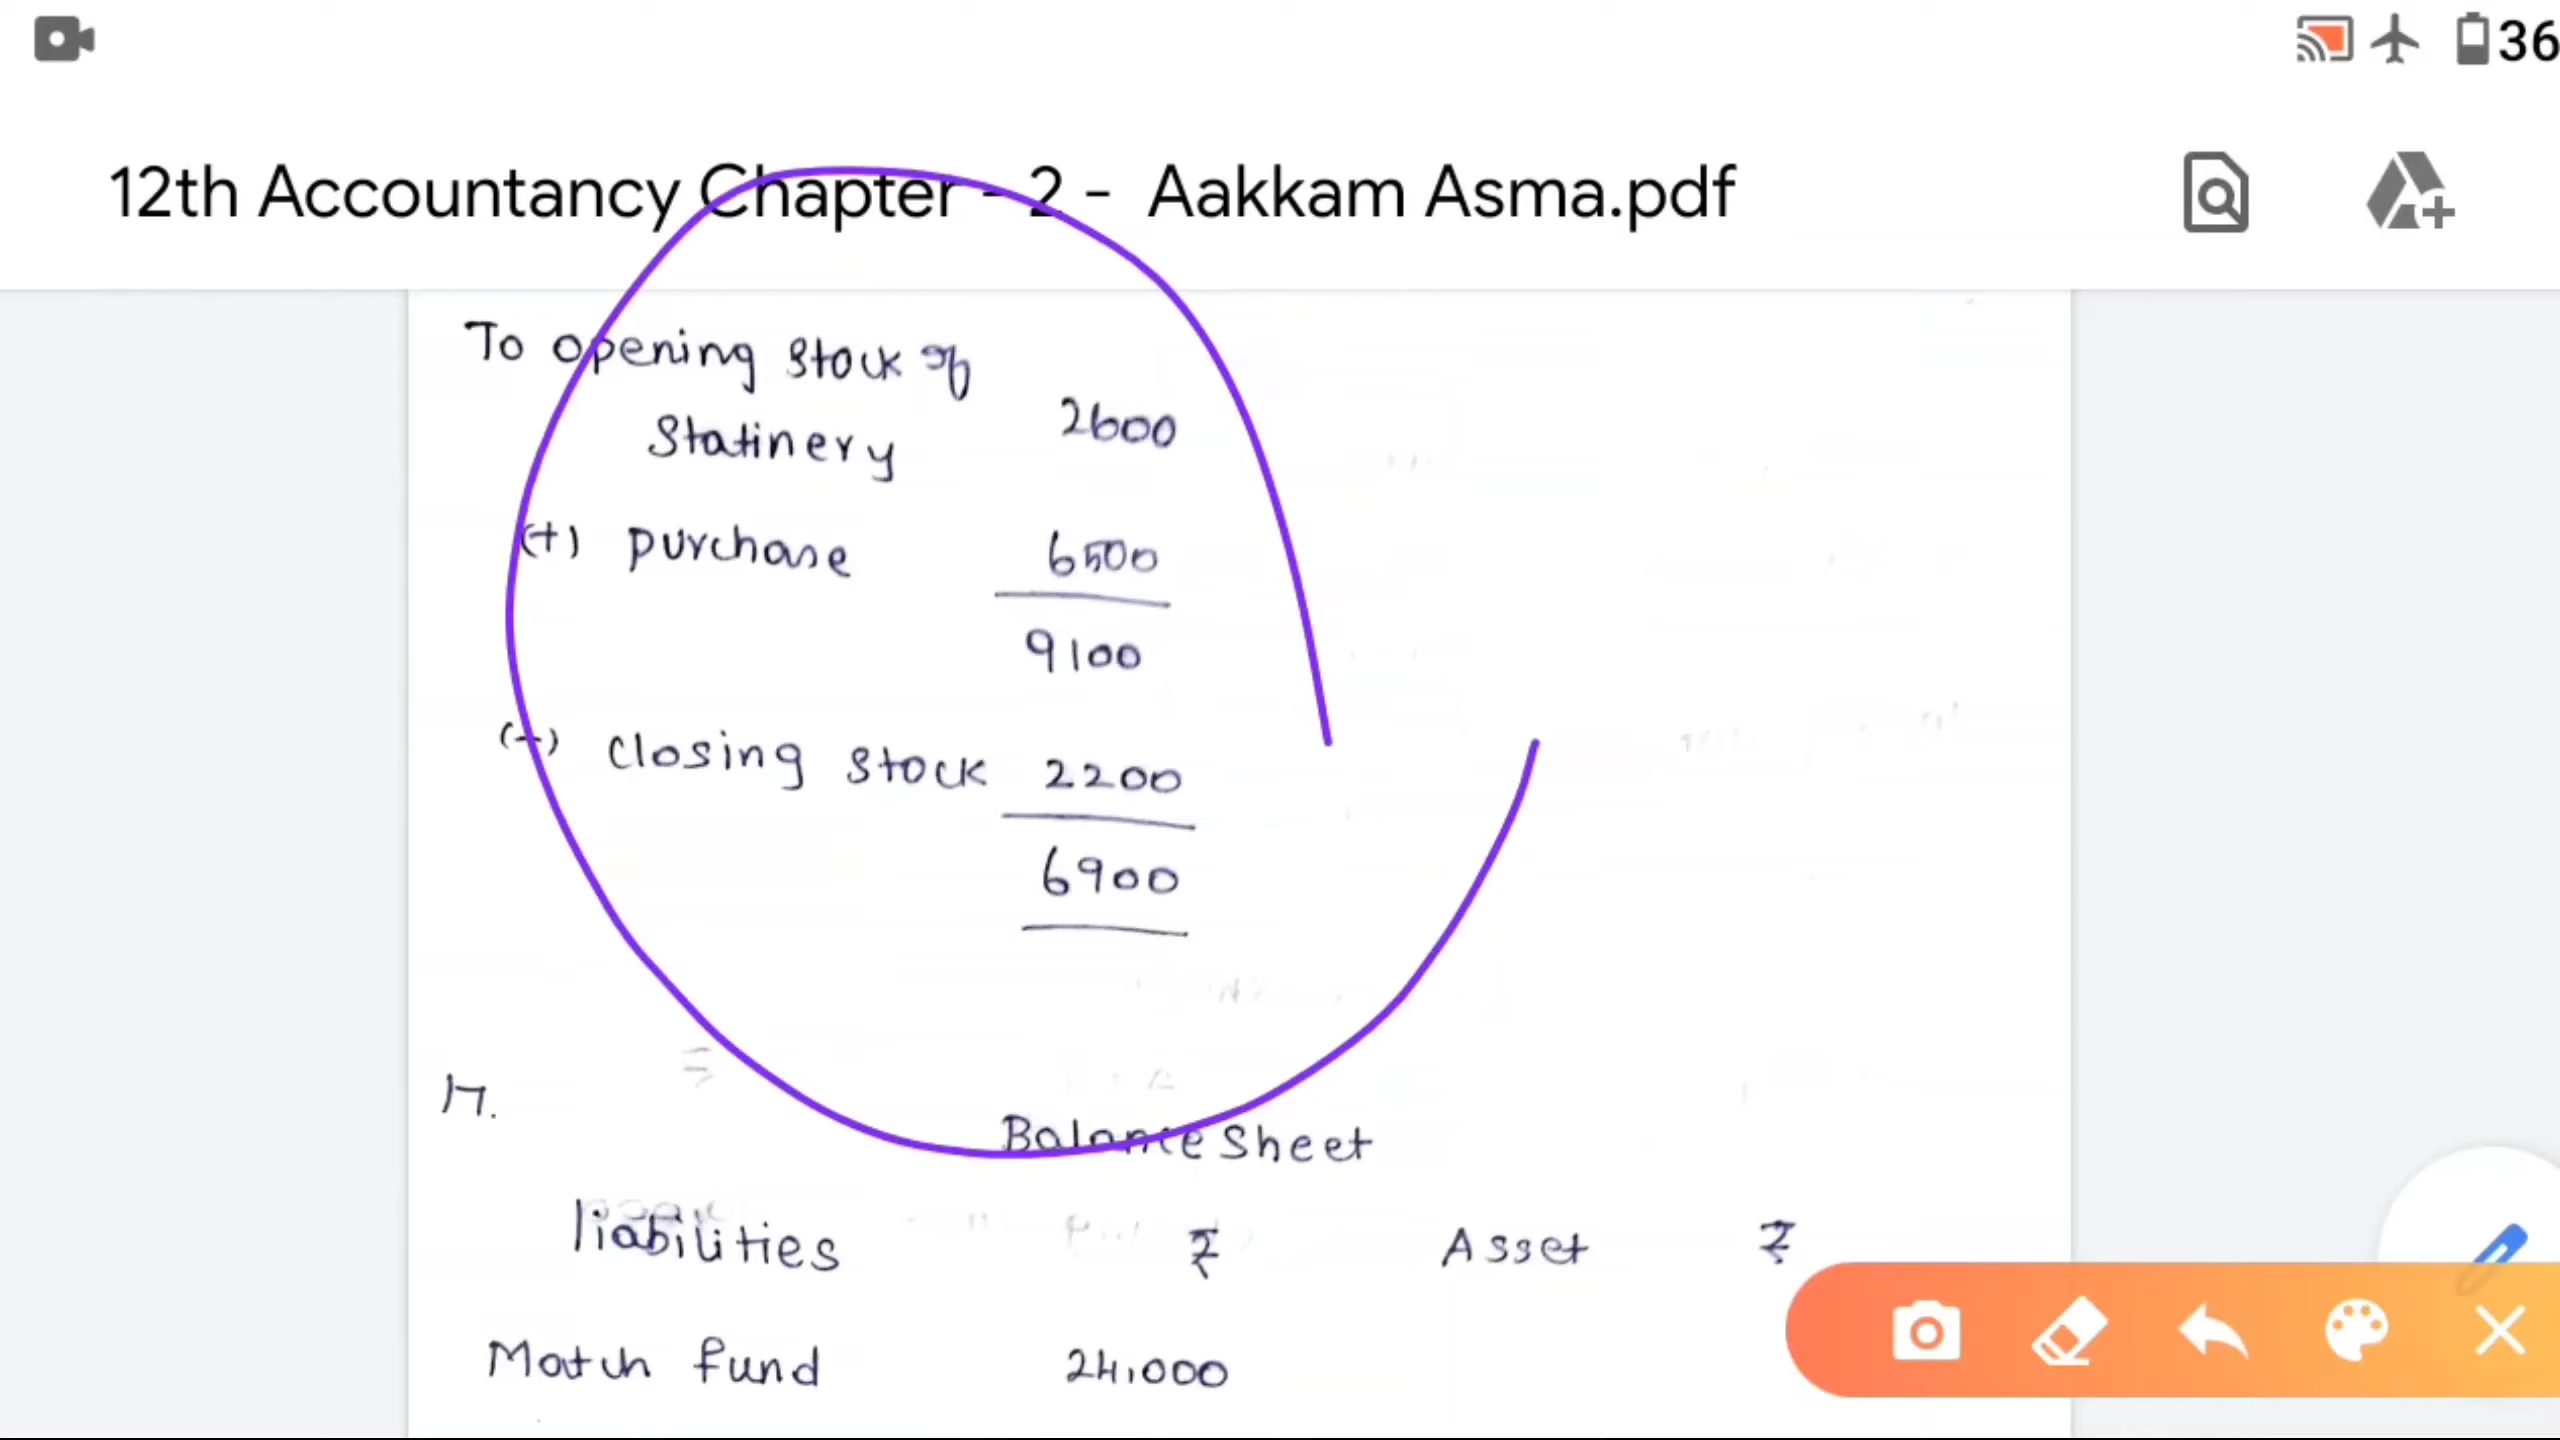 36
12th Accountancy Chapter - 2 - Aakkam Asma.pdf
To opening stock of
Statinery 2600
(+) purchase 6500
9100
(-) closing stock 2200
6900
17.
Balance Sheet
liabilities ₹ Asset ₹
Match fund 24,000